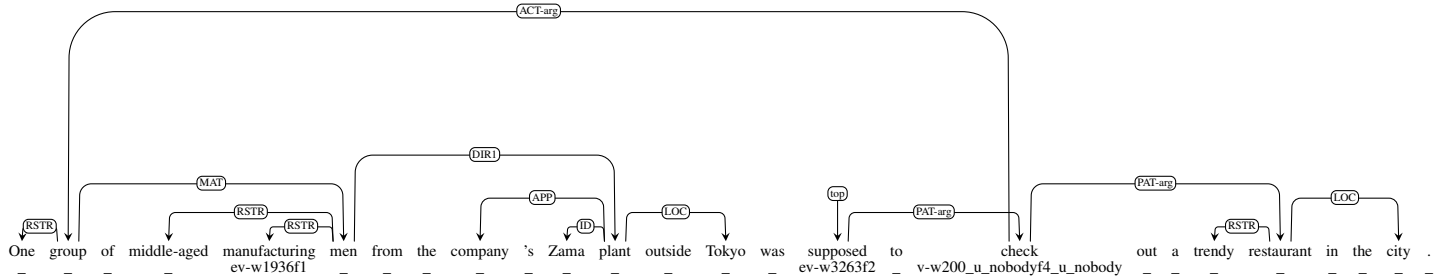 ACT-arg
DIR1
MAT PAT-arg
APP top LOC
RSTR LOC PAT-arg
RSTR RSTR ID RSTR
One group of middle-aged manufacturing men from the company 's Zama plant outside Tokyo was supposed to check out a trendy restaurant in the city .
_ _ _ _ ev-w1936f1 _ _ _ _ _ _ _ _ _ _ ev-w3263f2 _ v-w200_u_nobodyf4_u_nobody _ _ _ _ _ _ _ _